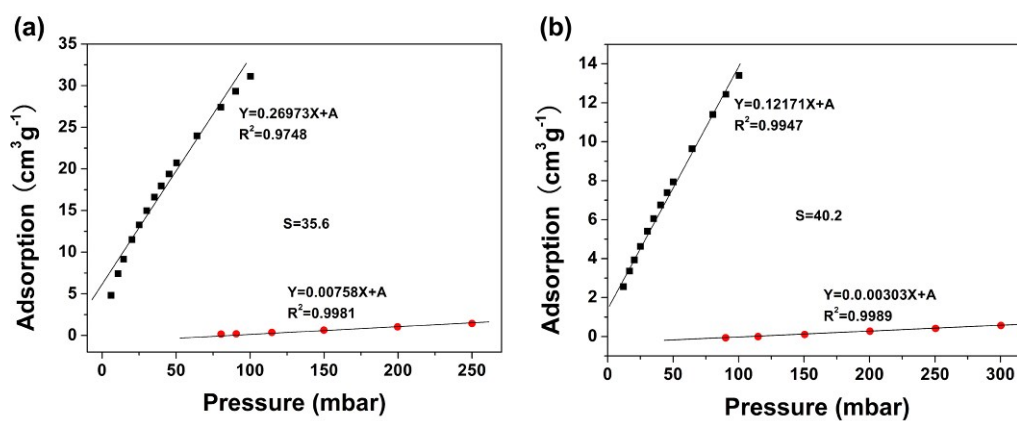 (a)
35
30
25
20
15
10
5
0
Adsorption (cm³g⁻¹)
Y=0.26973X+A
R²=0.9748
S=35.6
Y=0.00758X+A
R²=0.9981
0 50 100 150 200 250
Pressure (mbar)
(b)
14
12
10
8
6
4
2
0
Adsorption (cm³g⁻¹)
Y=0.12171X+A
R²=0.9947
S=40.2
Y=0.0.00303X+A
R²=0.9989
0 50 100 150 200 250 300
Pressure (mbar)